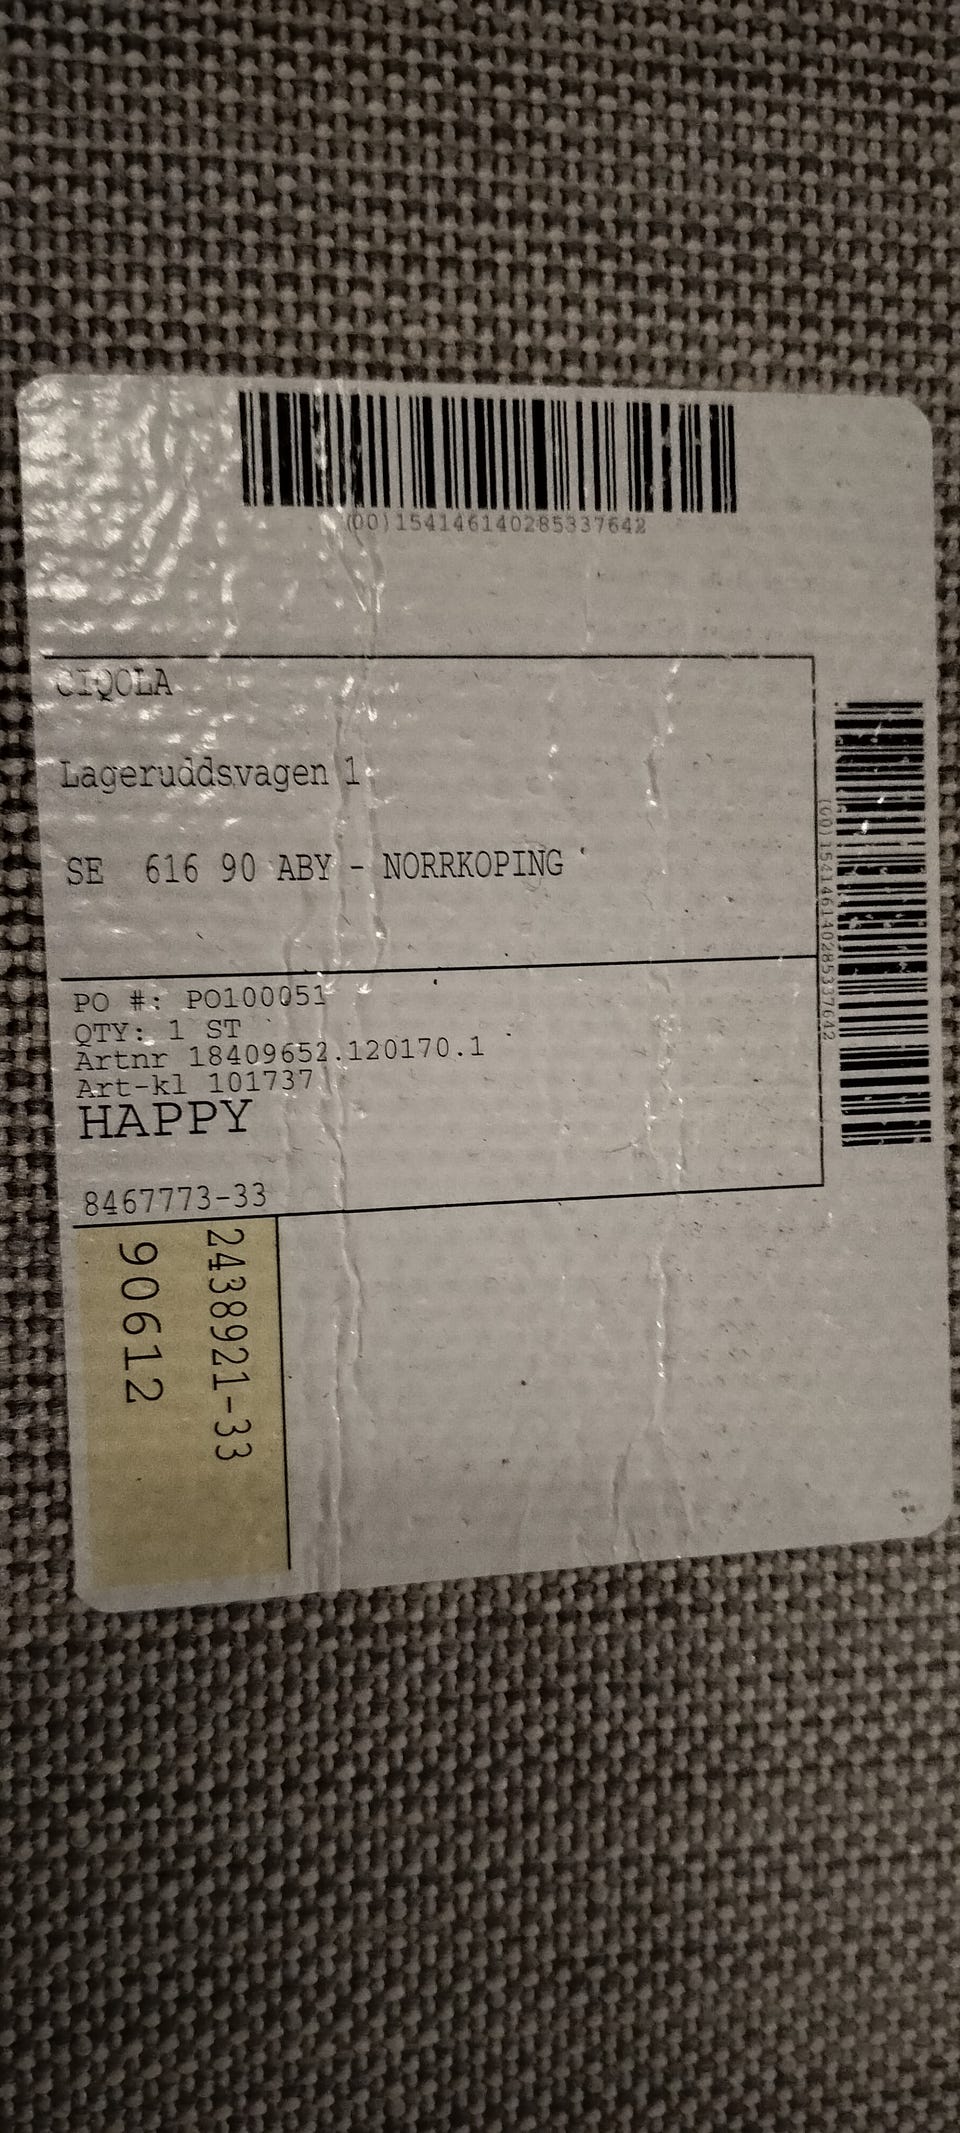 (00)154146140285337642
CIQOLA
Lageruddsvagen 1
SE 616 90 ABY - NORRKOPING
(00)154146140285337642
PO #: PO100051
QTY: 1 ST
Artnr 18409652.120170.1
Art-kl 101737
HAPPY
8467773-33
2438921-33
90612